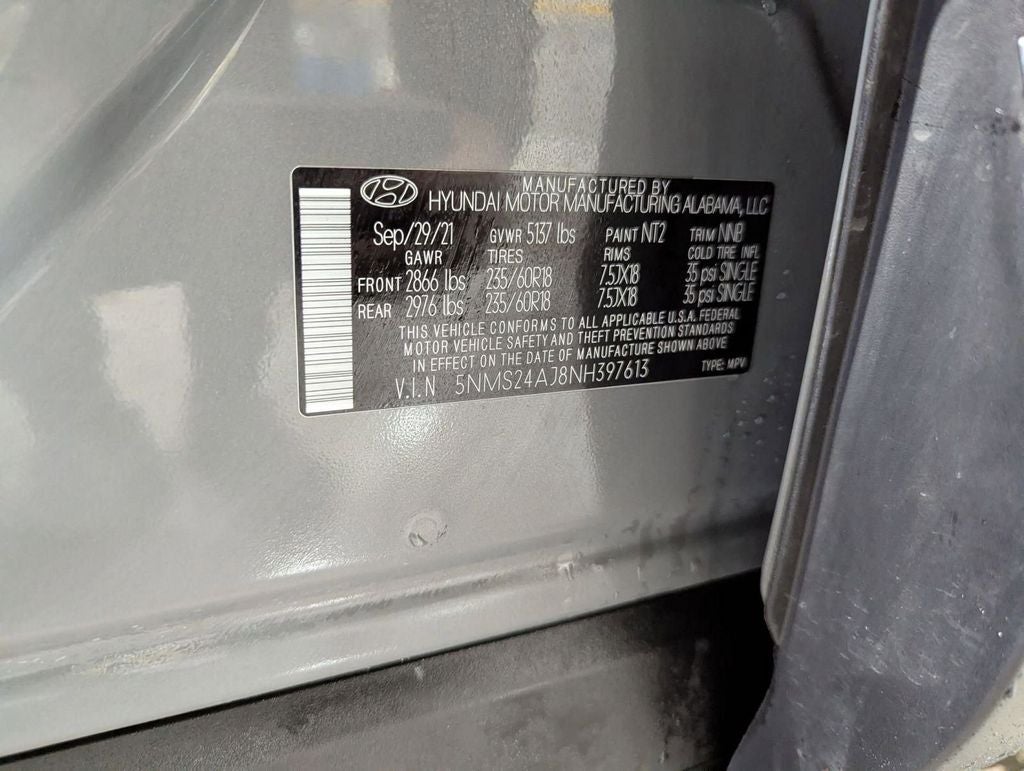 MANUFACTURED BY
HYUNDAI MOTOR MANUFACTURING ALABAMA, LLC
Sep/29/21 GVWR 5137 lbs PAINT NT2 TRIM NNB
GAWR TIRES RIMS COLD TIRE INFL
FRONT 2866 lbs 235/60R18 7.5JX18 35 psi SINGLE
REAR 2976 lbs 235/60R18 7.5JX18 35 psi SINGLE
THIS VEHICLE CONFORMS TO ALL APPLICABLE U.S.A. FEDERAL
MOTOR VEHICLE SAFETY AND THEFT PREVENTION STANDARDS
IN EFFECT ON THE DATE OF MANUFACTURE SHOWN ABOVE
V.I.N 5NMS24AJ8NH397613 TYPE: MPV